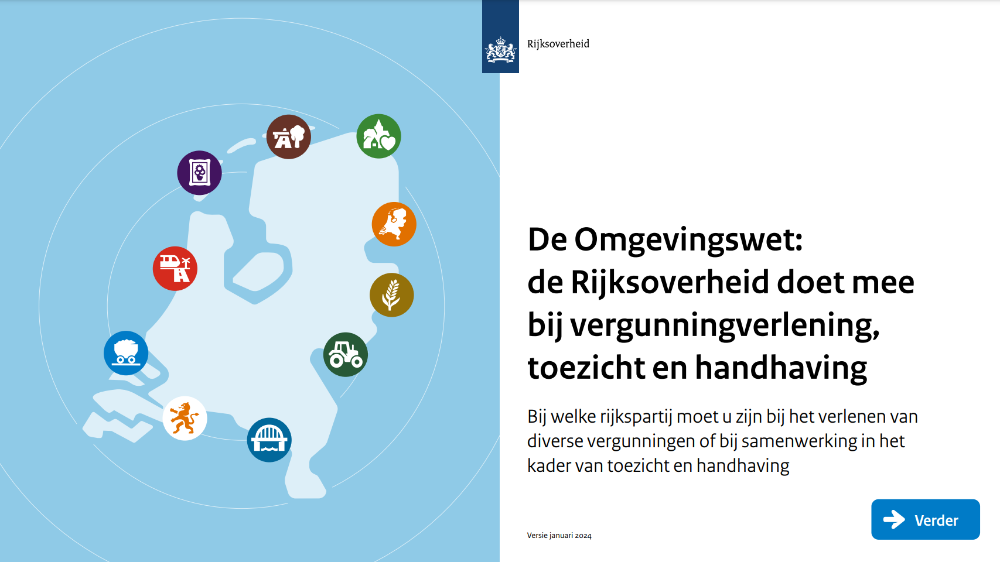 Rijksoverheid
De Omgevingswet:
de Rijksoverheid doet mee
bij vergunningverlening,
toezicht en handhaving
Bij welke rijkspartij moet u zijn bij het verlenen van
diverse vergunningen of bij samenwerking in het
kader van toezicht en handhaving
Verder
Versie januari 2024